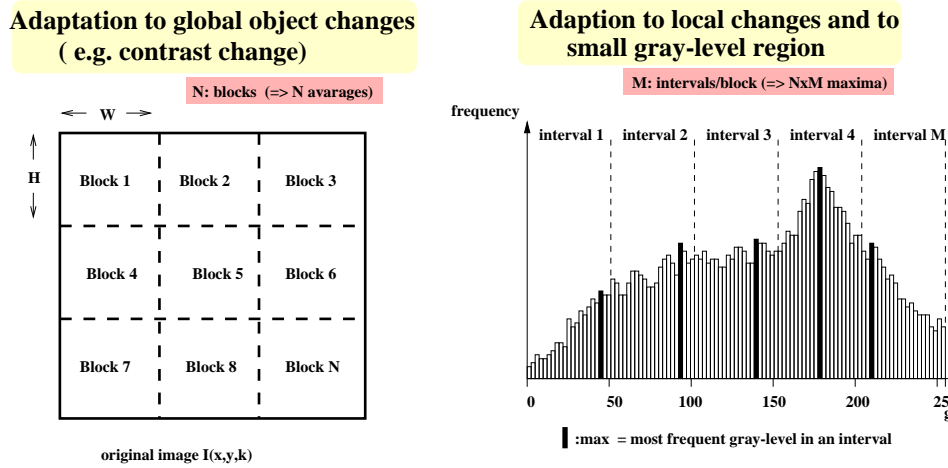 Adaptation to global object changes
( e.g. contrast change)
N: blocks (=> N avarages)
W
H
Block 1 Block 2 Block 3
Block 4 Block 5 Block 6
Block 7 Block 8 Block N
original image I(x,y,k)
Adaption to local changes and to
small gray-level region
M: intervals/block (=> NxM maxima)
frequency
interval 1 interval 2 interval 3 interval 4 interval M
0 50 100 150 200 25
g
:max = most frequent gray-level in an interval